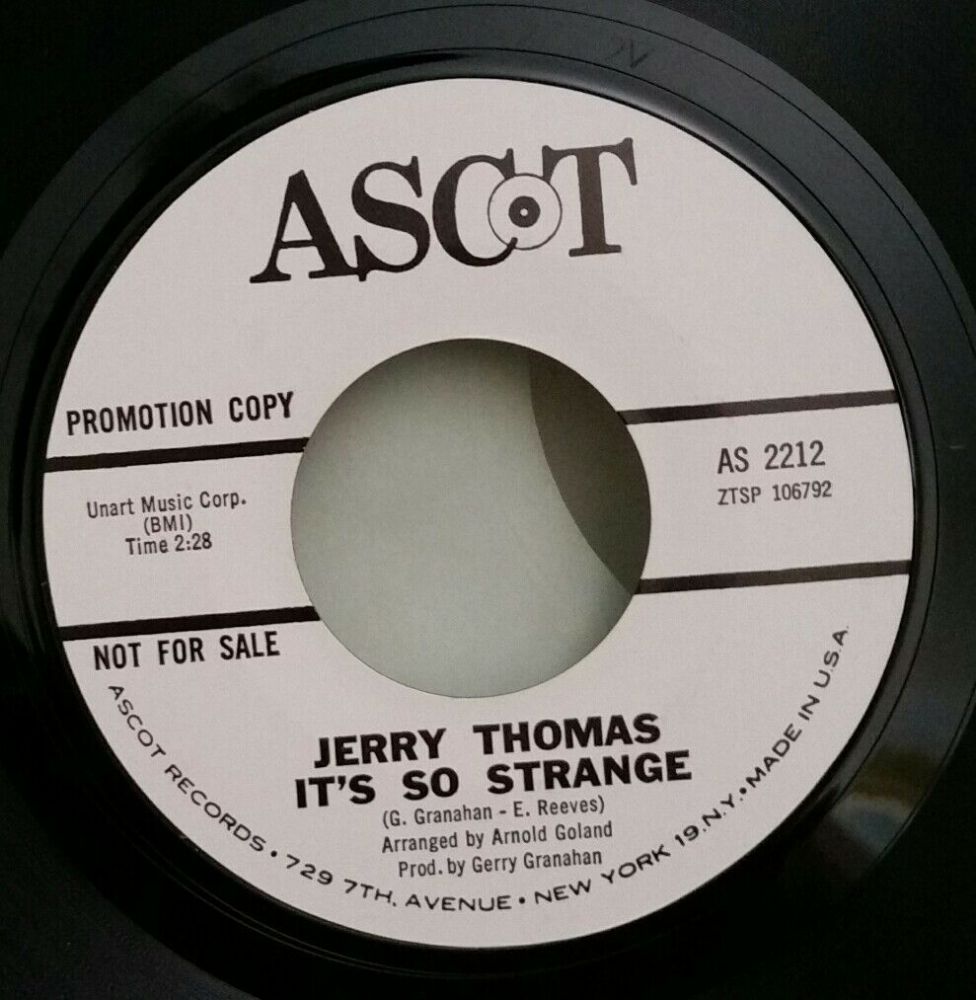 ASCOT
PROMOTION COPY
Unart Music Corp.
(BMI)
Time 2:28
AS 2212
ZTSP 106792
NOT FOR SALE
JERRY THOMAS
IT'S SO STRANGE
(G. Granahan - E. Reeves)
Arranged by Arnold Goland
Prod. by Gerry Granahan
ASCOT RECORDS • 729 7TH. AVENUE • NEW YORK 19. N.Y. • MADE IN U.S.A.